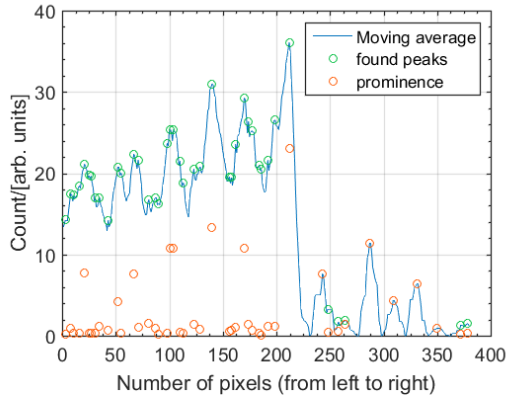 Moving average
found peaks
prominence
Count/[arb. units]
40
30
20
10
0
0 50 100 150 200 250 300 350 400
Number of pixels (from left to right)